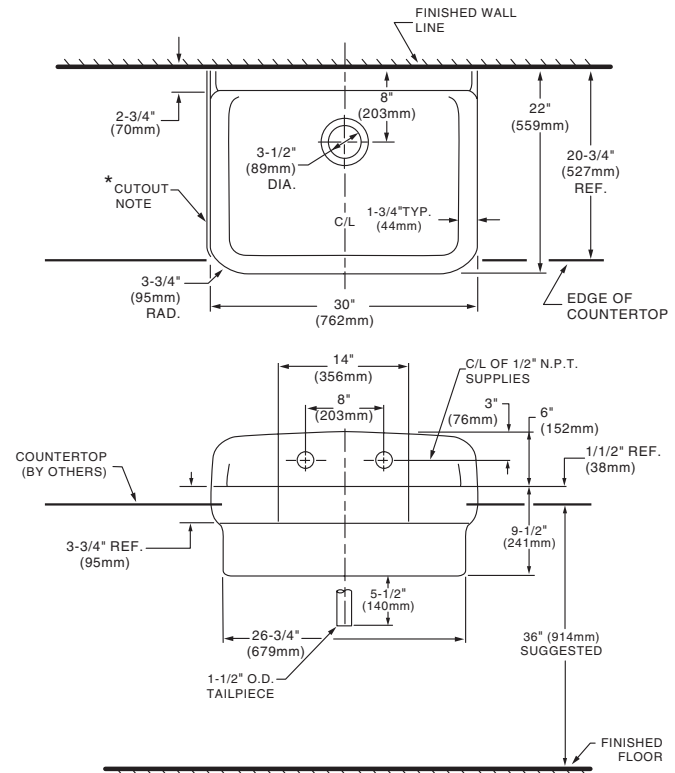 FINISHED WALL
LINE
2-3/4"
(70mm)
8"
(203mm)
22"
(559mm)
3-1/2"
(89mm)
DIA.
20-3/4"
(527mm)
REF.
*CUTOUT
NOTE
C/L
1-3/4"TYP.
(44mm)
3-3/4"
(95mm)
RAD.
30"
(762mm)
EDGE OF
COUNTERTOP
14"
(356mm)
C/L OF 1/2" N.P.T.
SUPPLIES
8"
(203mm)
3"
(76mm)
6"
(152mm)
COUNTERTOP
(BY OTHERS)
1/1/2" REF.
(38mm)
3-3/4" REF.
(95mm)
9-1/2"
(241mm)
5-1/2"
(140mm)
26-3/4"
(679mm)
36" (914mm)
SUGGESTED
1-1/2" O.D.
TAILPIECE
FINISHED
FLOOR